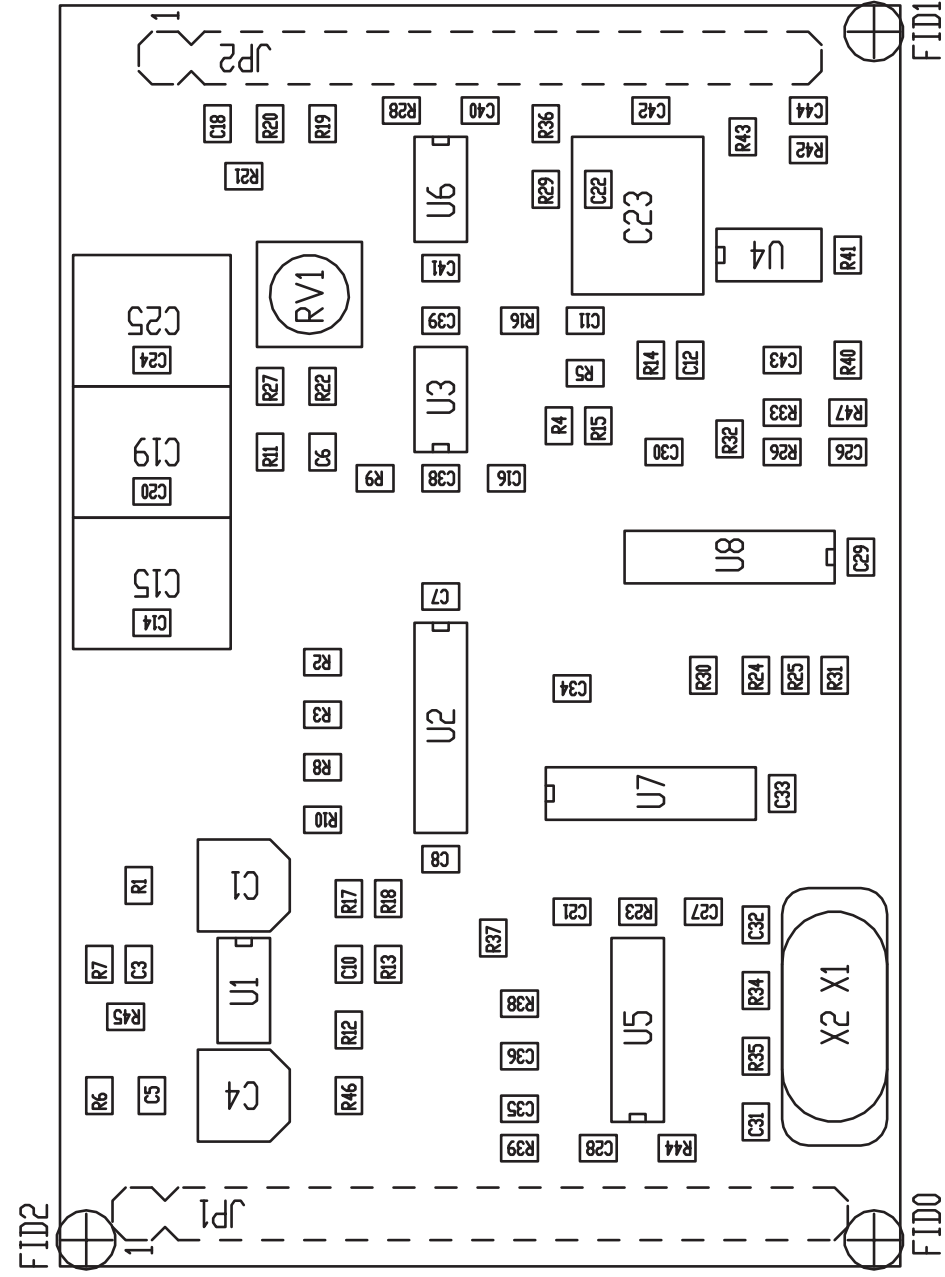 1
FID1
JP2
C18
R20
R19
R28
C40
R36
C42
C44
R43
R42
R21
U6
R29
C22
C23
U4
R41
C41
RV1
C25
C24
C39
R16
C11
R14
C12
C43
R40
R5
R27
R22
U3
R33
R47
R4
R15
R32
C19
R11
C6
C30
R26
C26
C20
R9
C38
C16
U8
C29
C15
C14
C7
R2
R30
R24
R25
R31
C34
R3
U2
R8
U7
C33
R10
C8
R1
C1
R17
R18
C21
R23
C27
C32
R37
R7
C3
C10
R13
U1
R34
X1
R45
R38
R12
U5
X2
C36
R35
R6
C5
C4
R46
C35
C31
R39
C28
R44
JP1
FID2
1
FID0